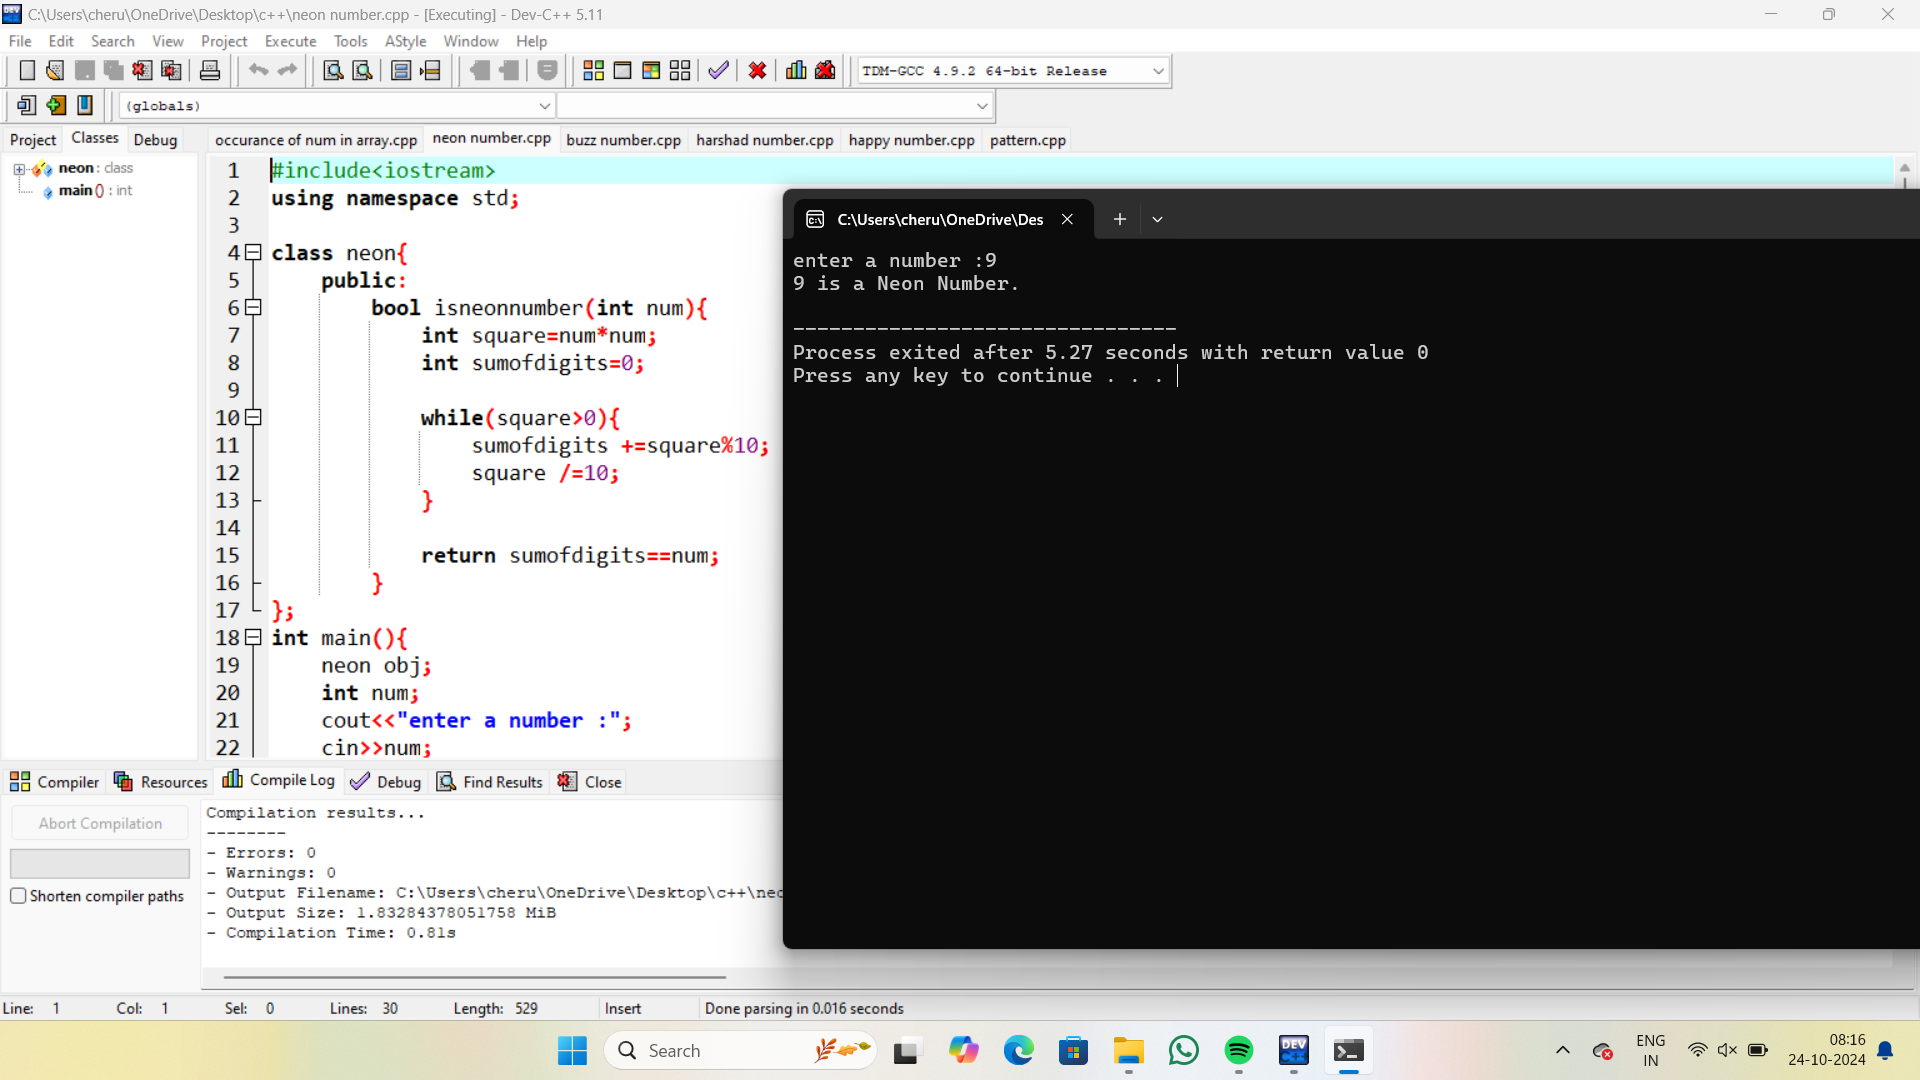 C:\Users\cheru\OneDrive\Desktop\c++\neon number.cpp - [Executing] - Dev-C++ 5.11
File Edit Search View Project Execute Tools AStyle Window Help
TDM-GCC 4.9.2 64-bit Release
(globals)
Project Classes Debug
occurance of num in array.cpp neon number.cpp buzz number.cpp harshad number.cpp happy number.cpp pattern.cpp
neon : class
main () : int
1 #include<iostream>
2 using namespace std;
3
4 class neon{
5 public:
6 bool isneonnumber(int num){
7 int square=num*num;
8 int sumofdigits=0;
9
10 while(square>0){
11 sumofdigits +=square%10;
12 square /=10;
13 }
14
15 return sumofdigits==num;
16 }
17 };
18 int main(){
19 neon obj;
20 int num;
21 cout<<"enter a number :";
22 cin>>num;
C:\Users\cheru\OneDrive\Des
enter a number :9
9 is a Neon Number.
--------------------------------
Process exited after 5.27 seconds with return value 0
Press any key to continue . . .
Compiler Resources Compile Log Debug Find Results Close
Abort Compilation
Shorten compiler paths
Compilation results...
--------
- Errors: 0
- Warnings: 0
- Output Filename: C:\Users\cheru\OneDrive\Desktop\c++\neo
- Output Size: 1.83284378051758 MiB
- Compilation Time: 0.81s
Line: 1 Col: 1 Sel: 0 Lines: 30 Length: 529 Insert Done parsing in 0.016 seconds
Search
DEV
ENG
IN
08:16
24-10-2024